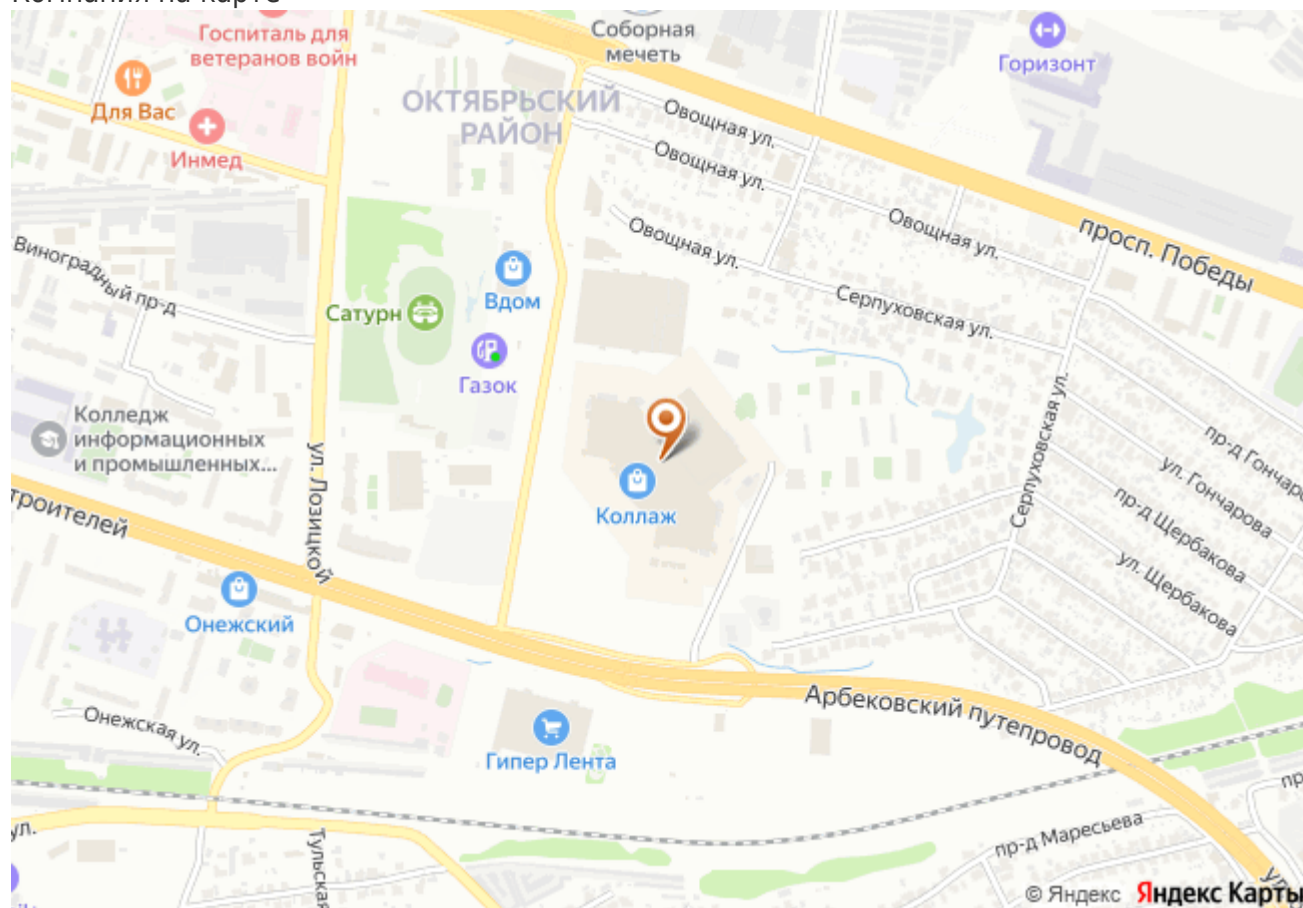 Госпиталь для
ветеранов войн
Соборная
мечеть
Горизонт
Для Вас
ОКТЯБРЬСКИЙ
РАЙОН
Овощная ул.
Инмед
Овощная ул.
Овощная ул.
Овощная ул.
просп. Победы
Виноградный пр-д
Вдом
Сатурн
Серпуховская ул.
Газок
Колледж
информационных
и промышленных...
ул. Лозицкой
Серпуховская ул.
пр-д Гончаро
ул. Гончарова
Коллаж
пр-д Щербакова
троителей
ул. Щербакова
Онежский
Арбековский путепровод
Онежская ул.
Гипер Лента
пр
ул.
Тульская
пр-д Маресьева
ул
© Яндекс Яндекс Карты